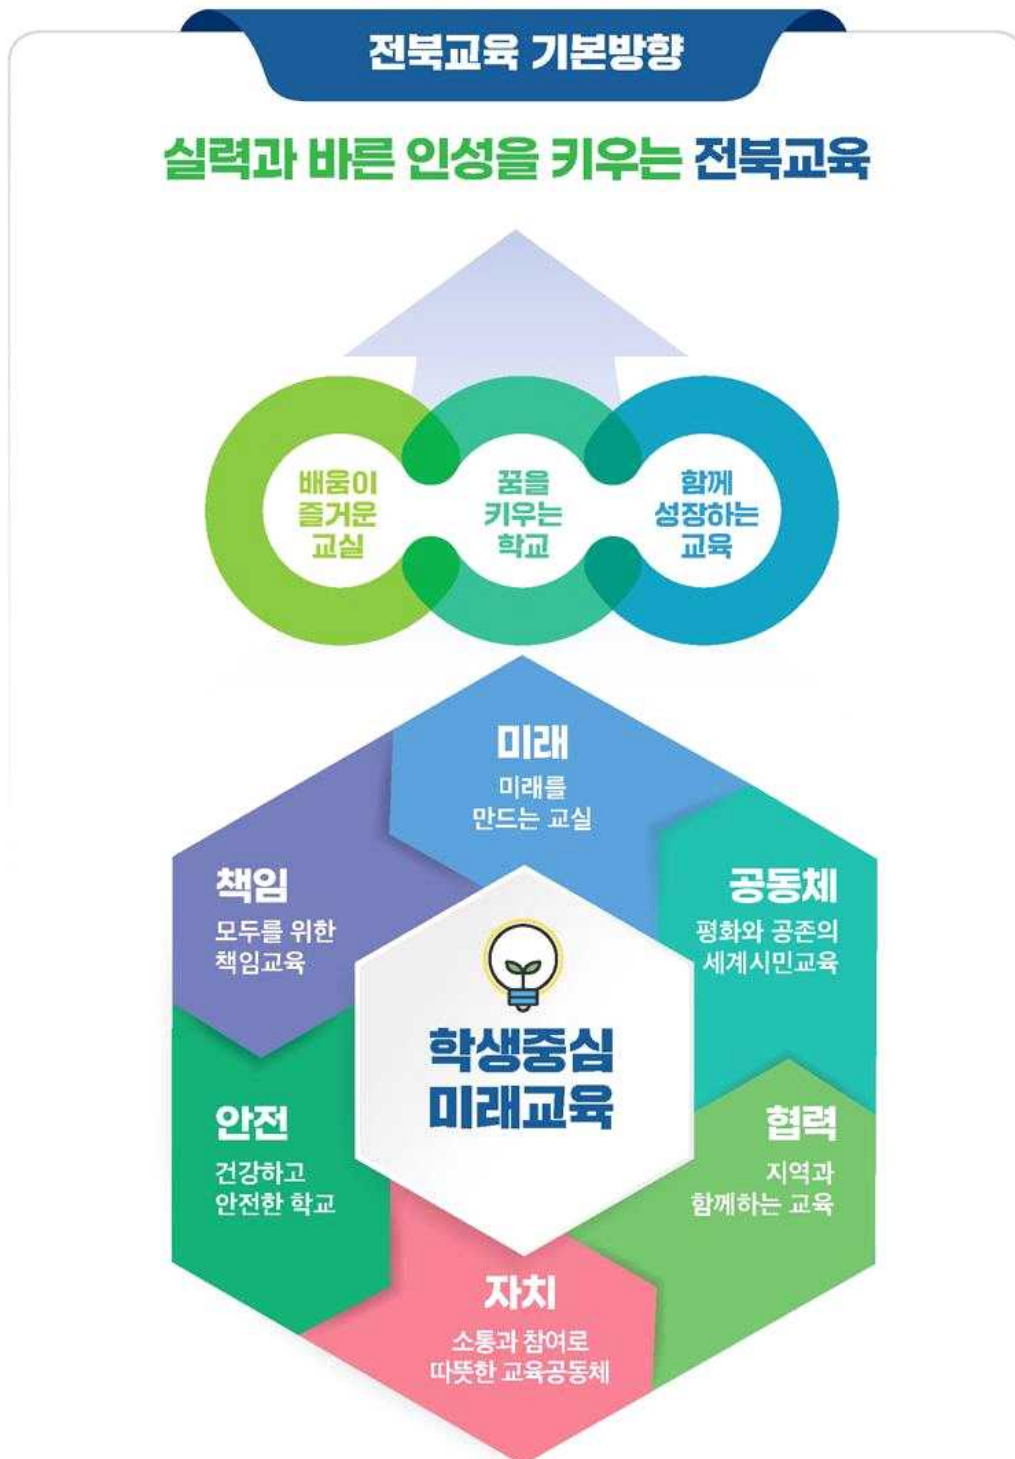 전북교육 기본방향
실력과 바른 인성을 키우는 전북교육
배움이
즐거운
교실
꿈을
키우는
학교
함께
성장하는
교육
미래
미래를
만드는 교실
책임
모두를 위한
책임교육
공동체
평화와 공존의
세계시민교육
학생중심
미래교육
안전
건강하고
안전한 학교
협력
지역과
함께하는 교육
자치
소통과 참여로
따뜻한 교육공동체